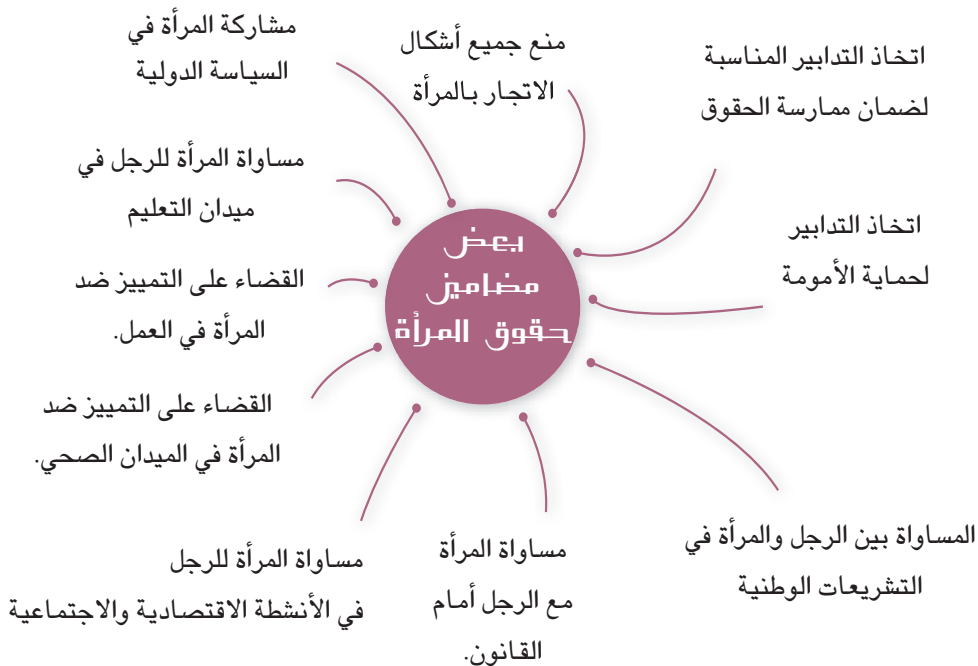 بعض
مضامين
حقوق المرأة
اتخاذ التدابير المناسبة
لضمان ممارسة الحقوق
اتخاذ التدابير
لحماية الأمومة
المساواة بين الرجل والمرأة في
التشريعات الوطنية
منع جميع أشكال
الاتجار بالمرأة
مشاركة المرأة في
السياسة الدولية
مساواة المرأة للرجل في
ميدان التعليم
القضاء على التمييز ضد
المرأة في العمل.
القضاء على التمييز ضد
المرأة في الميدان الصحي.
مساواة المرأة للرجل
في الأنشطة الاقتصادية والاجتماعية
مساواة المرأة
مع الرجل أمام
القانون.